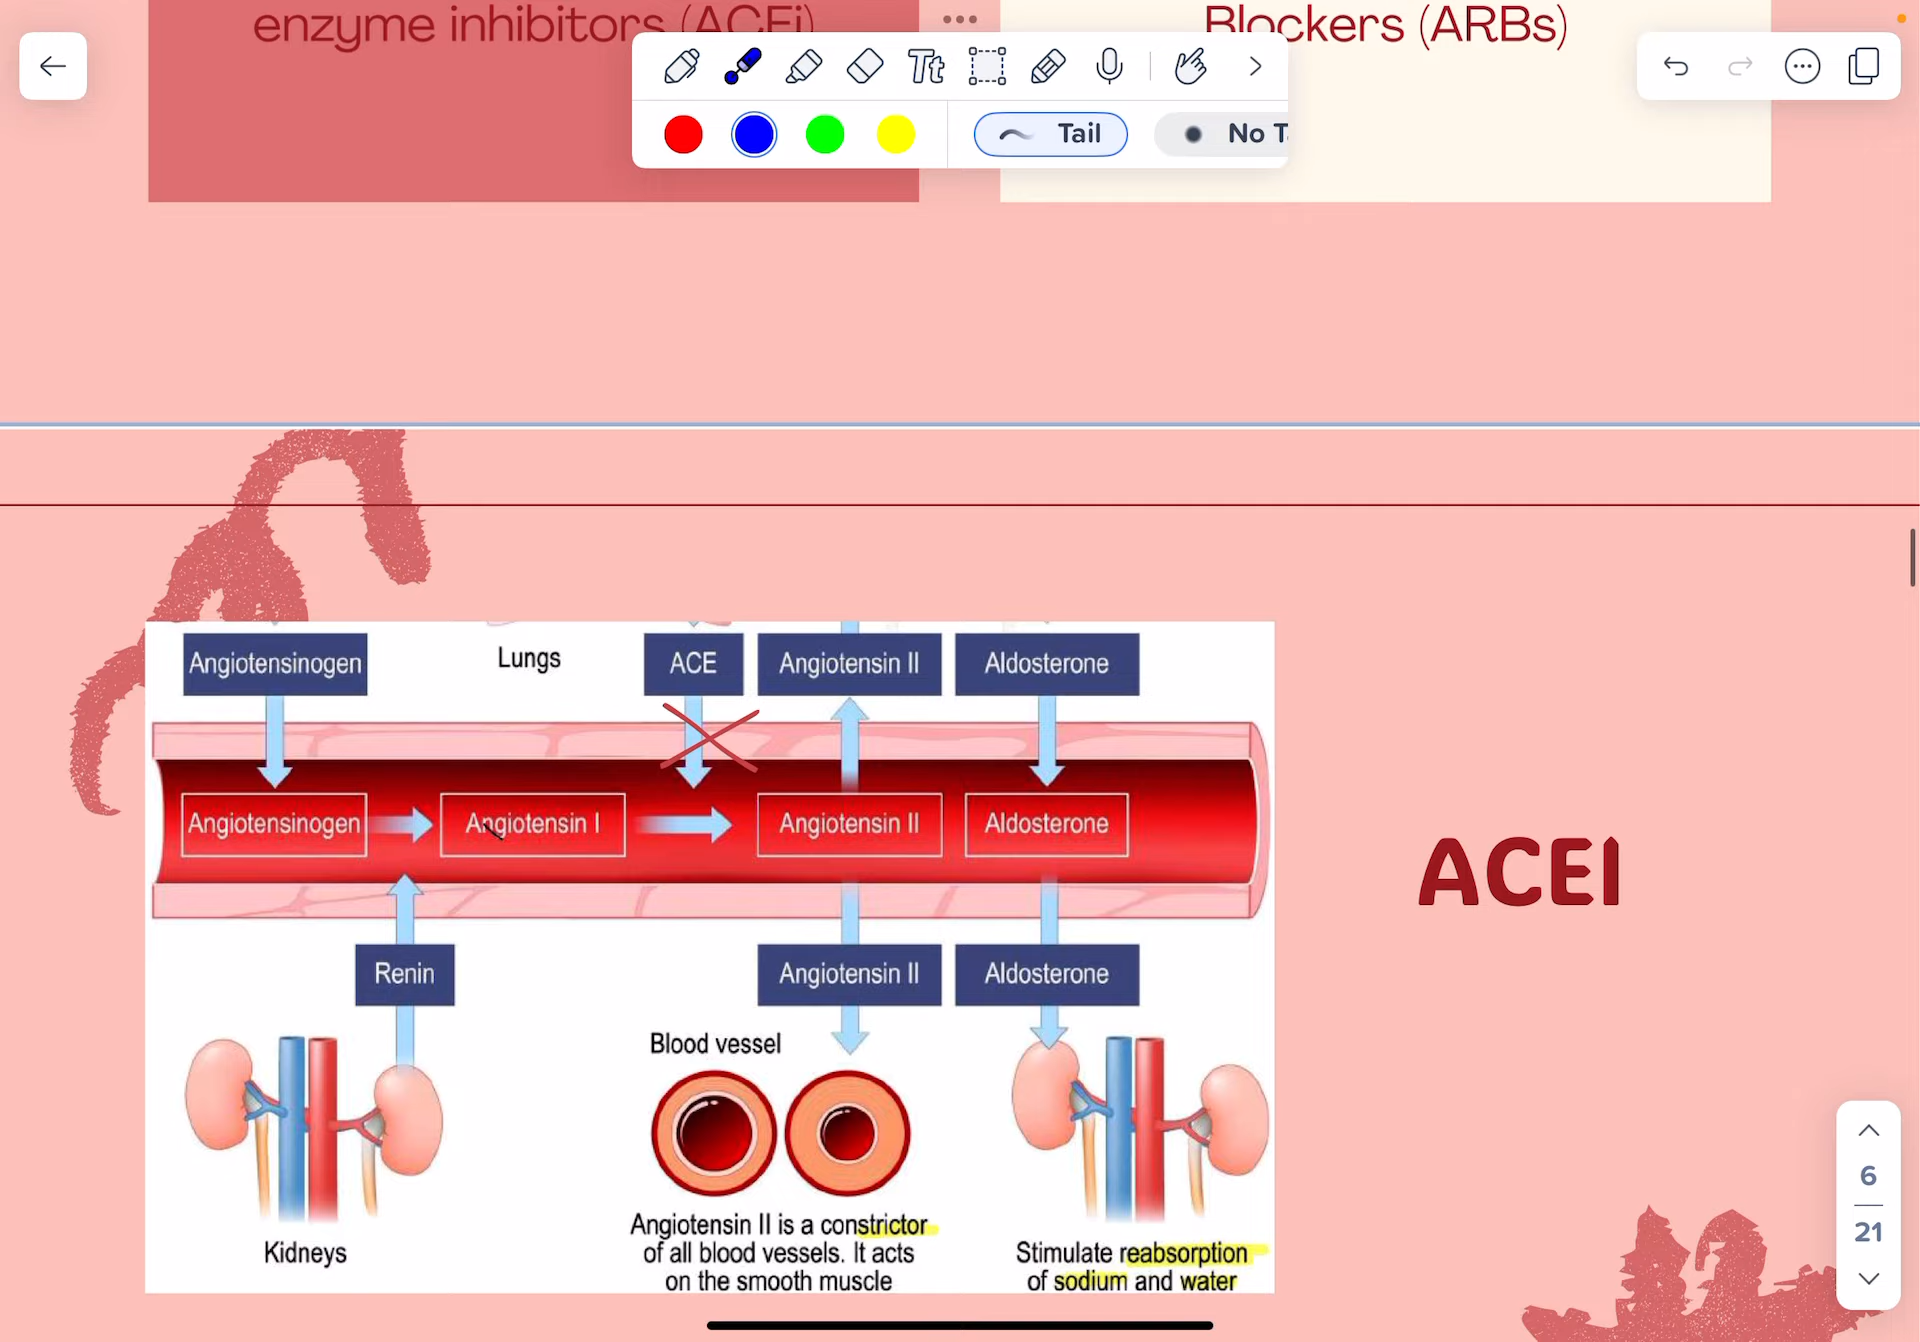 enzyme inhibitors (ACEi)
Blockers (ARBs)
Tt
Tail
No T
Angiotensinogen
Lungs
ACE
Angiotensin II
Aldosterone
Angiotensinogen
Angiotensin I
Angiotensin II
Aldosterone
ACEI
Renin
Angiotensin II
Aldosterone
Blood vessel
Kidneys
Angiotensin II is a constrictor
of all blood vessels. It acts
on the smooth muscle
Stimulate reabsorption
of sodium and water
6
21